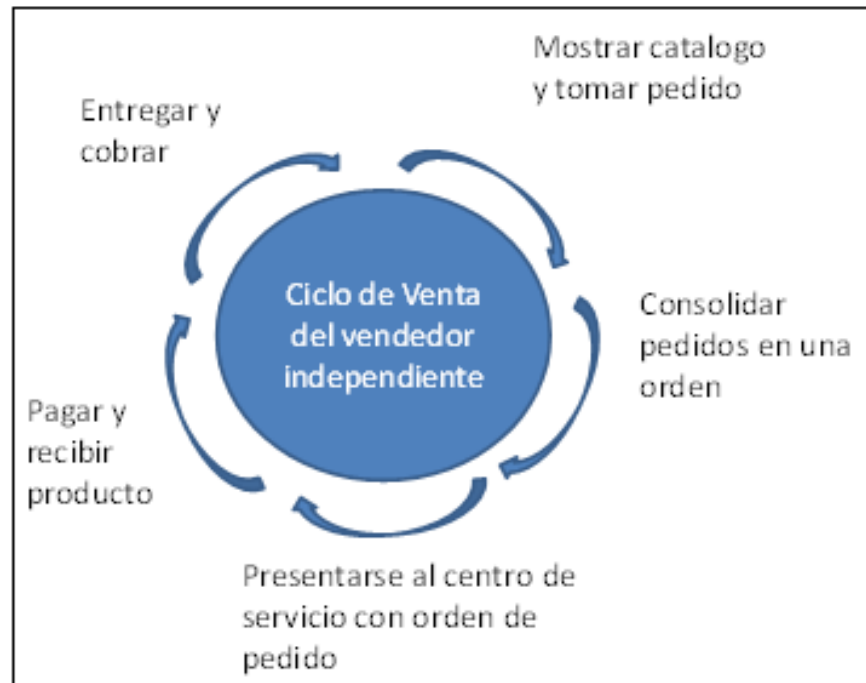 Mostrar catalogo
y tomar pedido
Entregar y
cobrar
Ciclo de Venta
del vendedor
independiente
Consolidar
pedidos en una
orden
Pagar y
recibir
producto
Presentarse al centro de
servicio con orden de
pedido